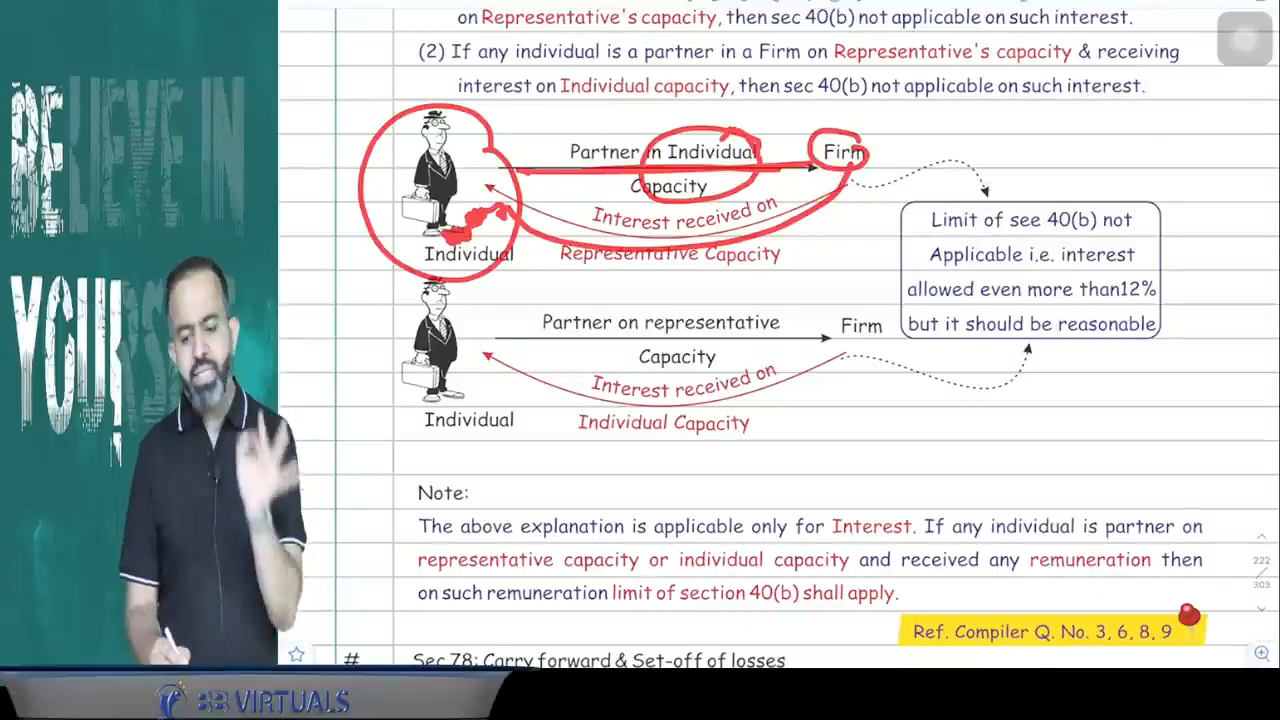 on Representative's capacity, then sec 40(b) not applicable on such interest.
(2) If any individual is a partner in a Firm on Representative's capacity & receiving
interest on Individual capacity, then sec 40(b) not applicable on such interest.
Partner in Individual
Capacity
Firm
Interest received on
Representative Capacity
Individual
Limit of see 40(b) not
Applicable i.e. interest
allowed even more than12%
but it should be reasonable
Partner on representative
Capacity
Firm
Interest received on
Individual Capacity
Individual
Note:
The above explanation is applicable only for Interest. If any individual is partner on
representative capacity or individual capacity and received any remuneration then
on such remuneration limit of section 40(b) shall apply.
Ref. Compiler Q. No. 3, 6, 8, 9
# Sec 78: Carry forward & Set-off of losses
222
303
BELIEVE IN
BB VIRTUALS